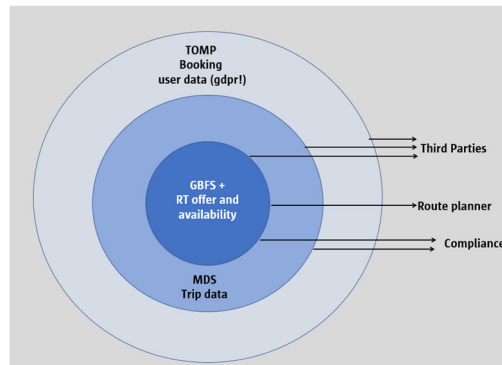 TOMP
Booking
user data (gdpr!)
Third Parties
GBFS +
RT offer and
availability
Route planner
Compliance
MDS
Trip data